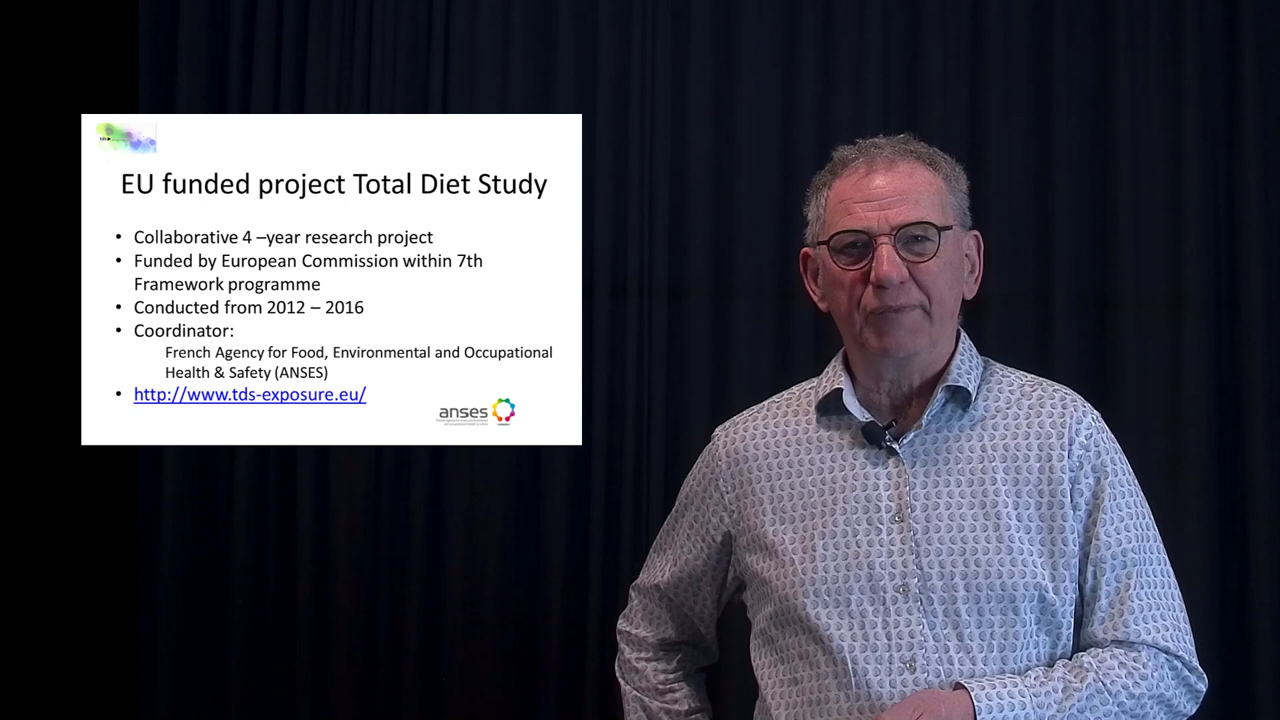 tds
EU funded project Total Diet Study
• Collaborative 4 –year research project
• Funded by European Commission within 7th
Framework programme
• Conducted from 2012 – 2016
• Coordinator:
French Agency for Food, Environmental and Occupational
Health & Safety (ANSES)
• http://www.tds-exposure.eu/
anses